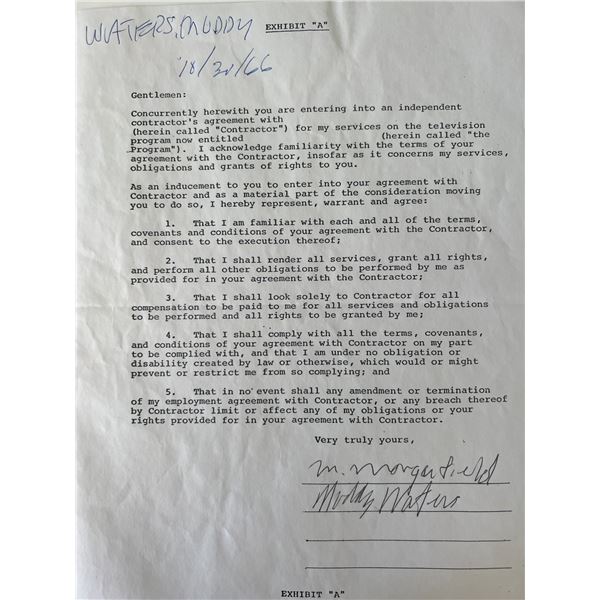 WATERS, MUDDY
EXHIBIT "A"
10/30/66
Gentlemen:
Concurrently herewith you are entering into an independent
contractor's agreement with
(herein called "Contractor") for my services on the television
program now entitled (herein called "the
Program"). I acknowledge familiarity with the terms of your
agreement with the Contractor, insofar as it concerns my services,
obligations and grants of rights to you.
As an inducement to you to enter into your agreement with
Contractor and as a material part of the consideration moving
you to do so, I hereby represent, warrant and agree:
1. That I am familiar with each and all of the terms,
covenants and conditions of your agreement with the Contractor,
and consent to the execution thereof;
2. That I shall render all services, grant all rights,
and perform all other obligations to be performed by me as
provided for in your agreement with the Contractor;
3. That I shall look solely to Contractor for all
compensation to be paid to me for all services and obligations
to be performed and all rights to be granted by me;
4. That I shall comply with all the terms, covenants,
and conditions of your agreement with Contractor on my part
to be complied with, and that I am under no obligation or
disability created by law or otherwise, which would or might
prevent or restrict me from so complying; and
5. That in no event shall any amendment or termination
of my employment agreement with Contractor, or any breach thereof
by Contractor limit or affect any of my obligations or your
rights provided for in your agreement with Contractor.
Very truly yours,
M. Morganfield
Muddy Waters
EXHIBIT "A"